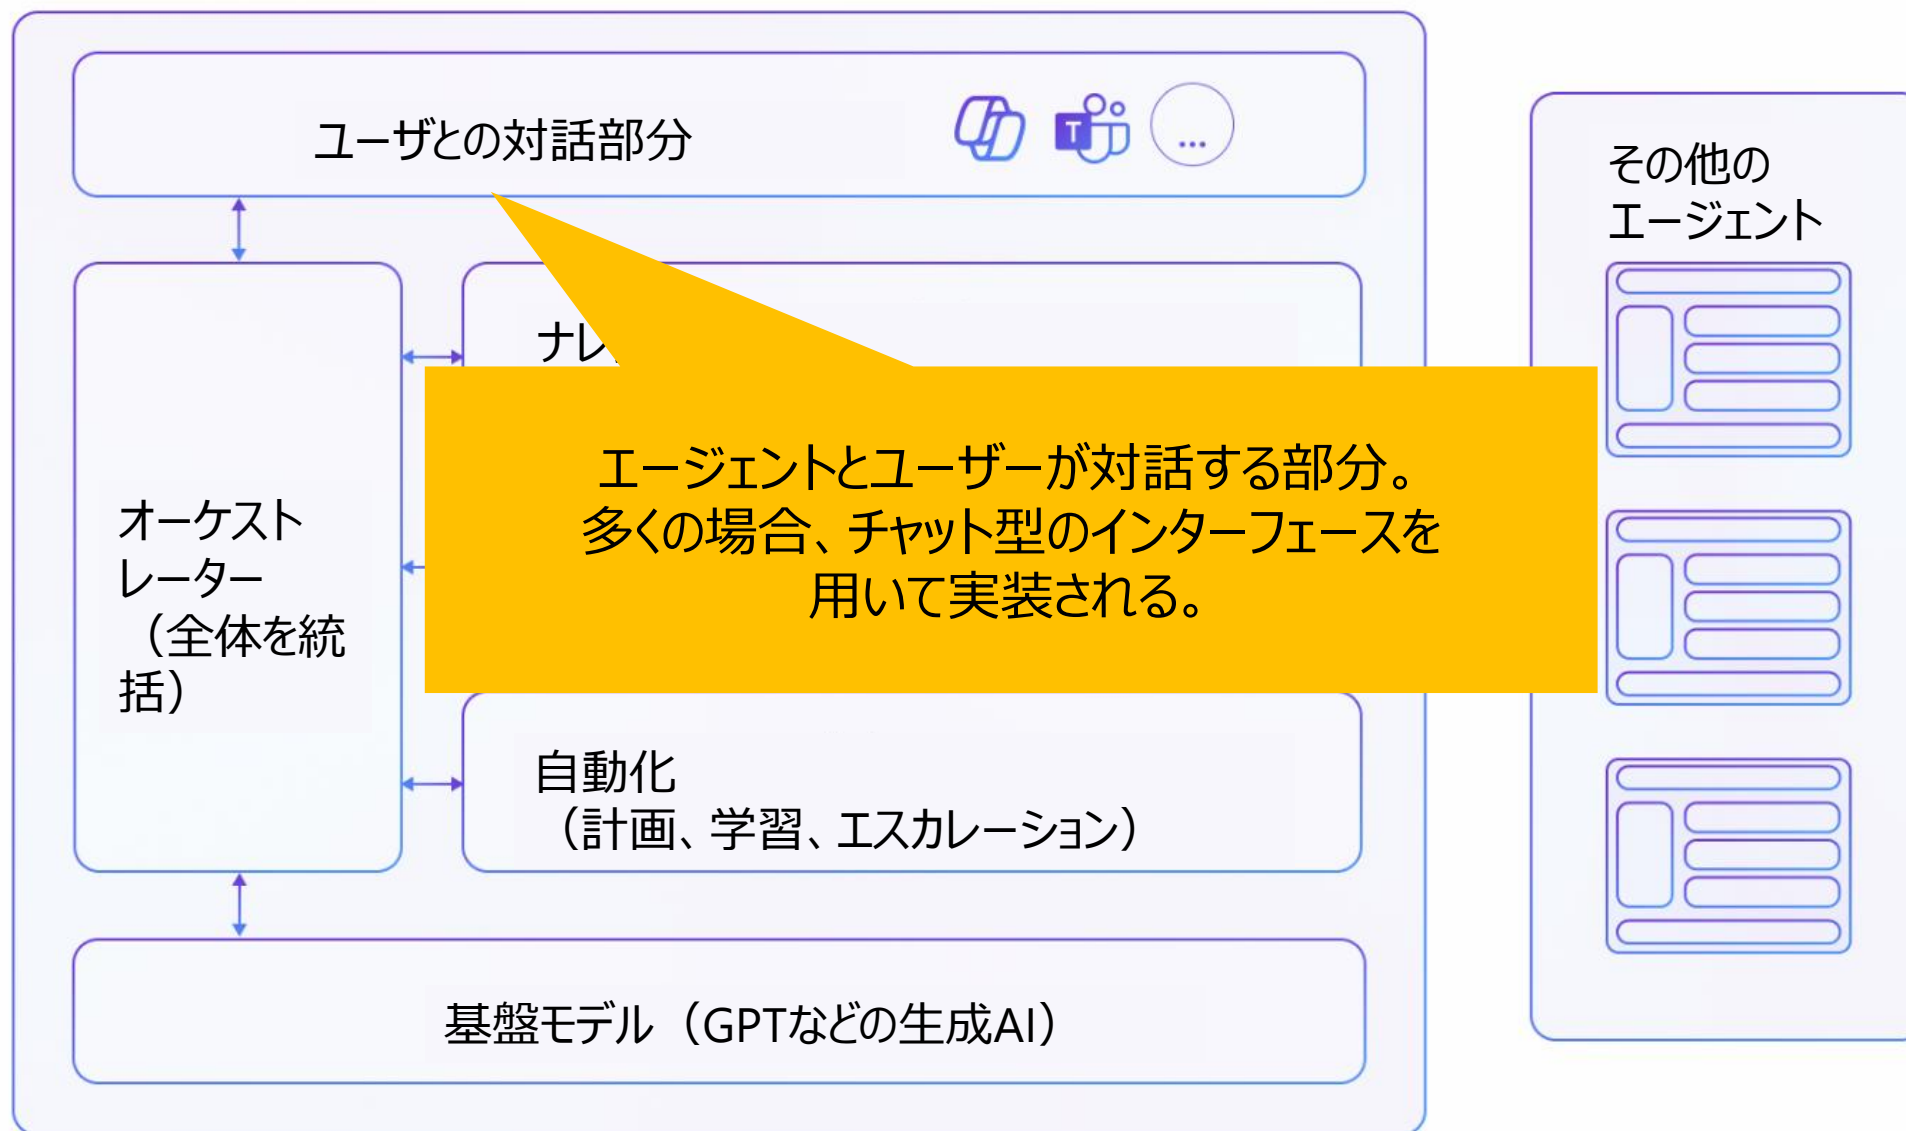 ユーザとの対話部分
T
...
その他の
エージェント
ナレ
エージェントとユーザーが対話する部分。
多くの場合、チャット型のインターフェースを
用いて実装される。
オーケスト
レーター
（全体を統
括）
自動化
（計画、学習、エスカレーション）
基盤モデル（GPTなどの生成AI）